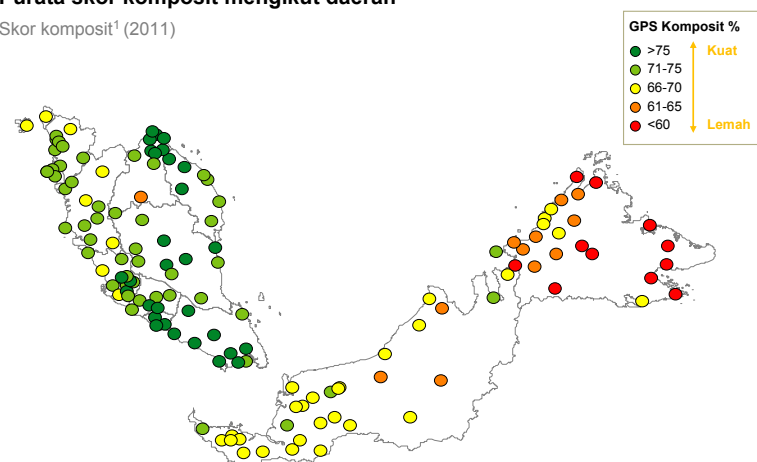 Purata skor komposit mengikut daerah
Skor komposit¹ (2011)
GPS Komposit %
>75
Kuat
71-75
66-70
61-65
<60
Lemah